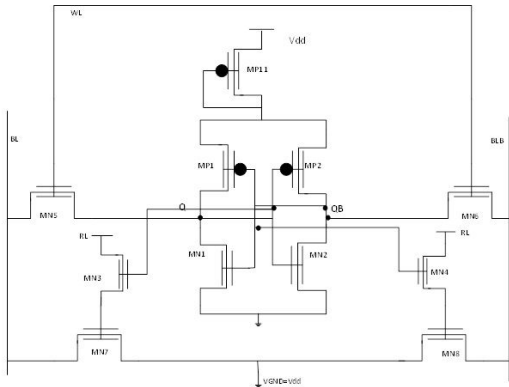 WL
Vdd
MP11
BL
BLB
MP1
MP2
Q
QB
MN5
MN6
RL
RL
MN3
MN1
MN2
MN4
MN7
MN8
VGND=Vdd